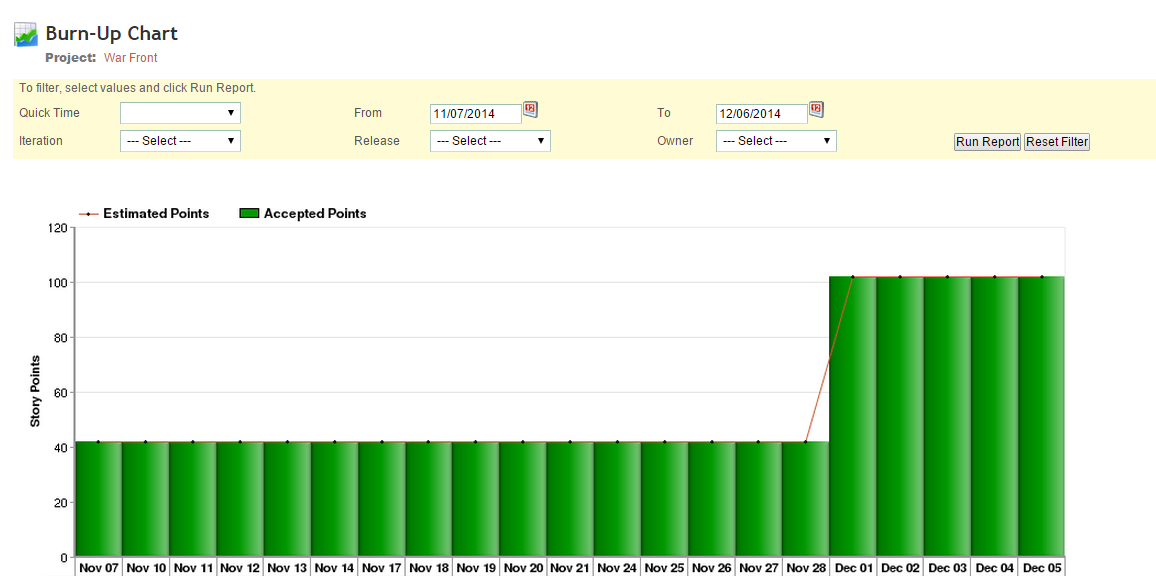 Burn-Up Chart
Project: War Front
To filter, select values and click Run Report.
Quick Time From 11/07/2014 12 To 12/06/2014 12
Iteration --- Select --- Release --- Select --- Owner --- Select --- Run Report Reset Filter
Estimated Points Accepted Points
120
100
80
60
40
20
0
Story Points
Nov 07 Nov 10 Nov 11 Nov 12 Nov 13 Nov 14 Nov 17 Nov 18 Nov 19 Nov 20 Nov 21 Nov 24 Nov 25 Nov 26 Nov 27 Nov 28 Dec 01 Dec 02 Dec 03 Dec 04 Dec 05